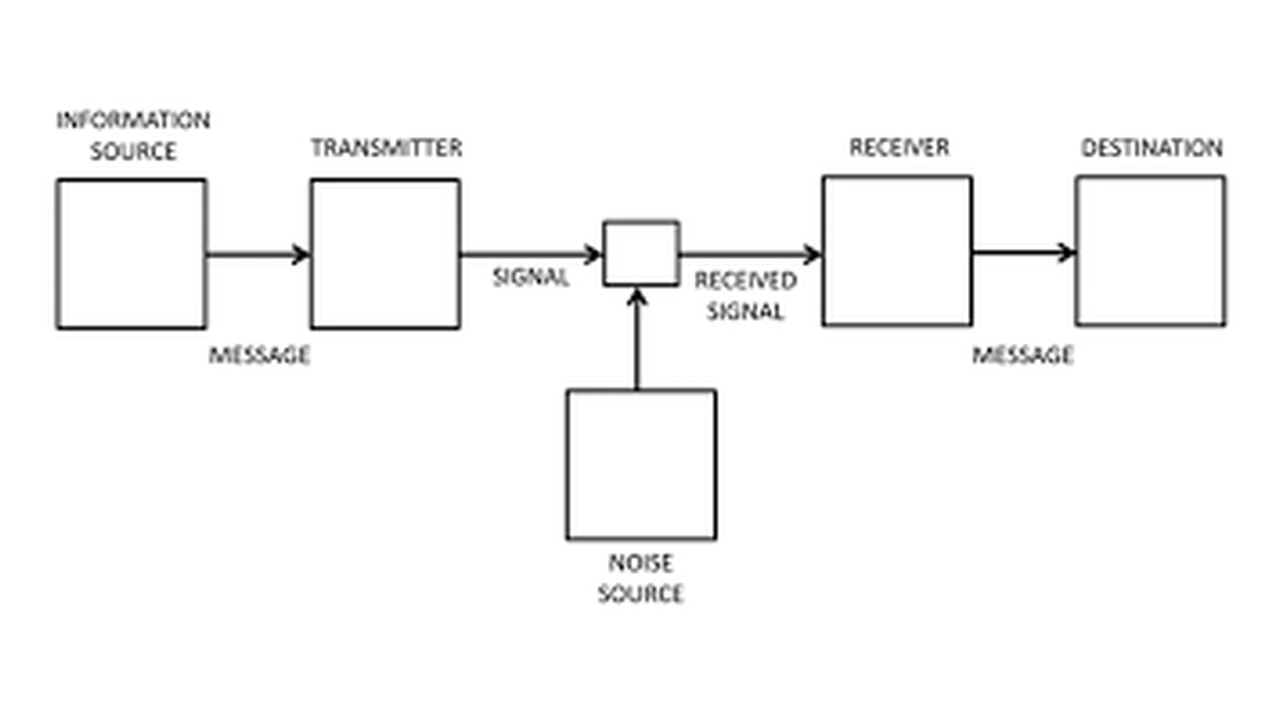 INFORMATION
SOURCE
TRANSMITTER
RECEIVER
DESTINATION
SIGNAL
RECEIVED
SIGNAL
MESSAGE
MESSAGE
NOISE
SOURCE